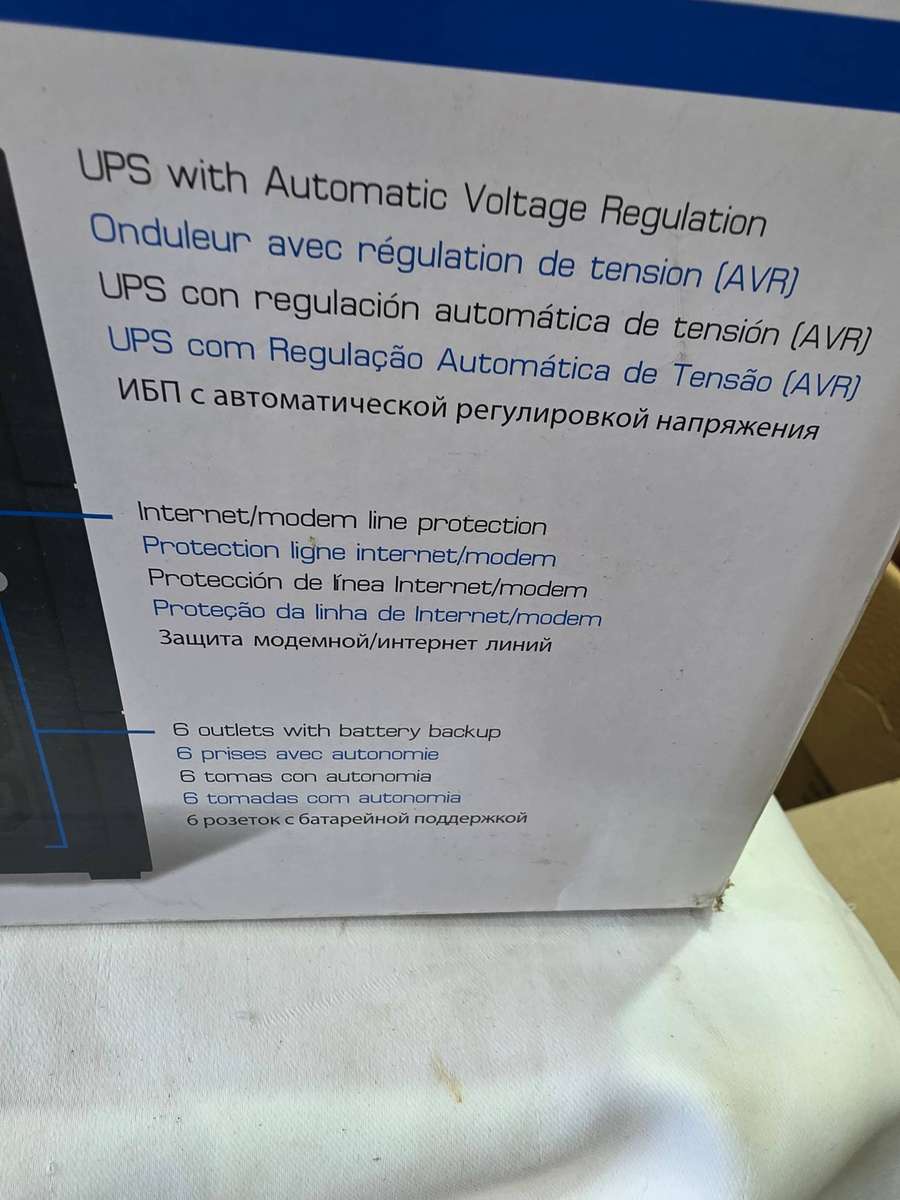 UPS with Automatic Voltage Regulation
Onduleur avec régulation de tension (AVR)
UPS con regulación automática de tensión (AVR)
UPS com Regulação Automática de Tensão (AVR)
ИБП с автоматической регулировкой напряжения
Internet/modem line protection
Protection ligne internet/modem
Protección de línea Internet/modem
Proteção da linha de Internet/modem
Защита модемной/интернет линий
6 outlets with battery backup
6 prises avec autonomie
6 tomas con autonomia
6 tomadas com autonomia
6 розеток с батарейной поддержкой